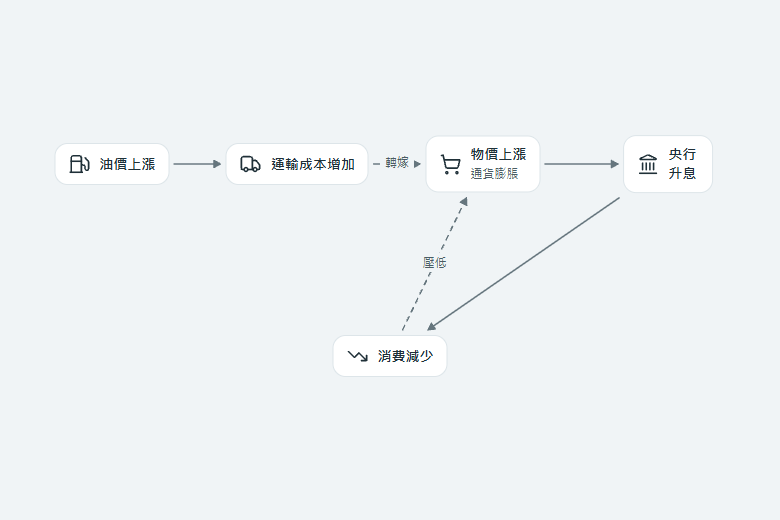 油價上漲
運輸成本增加
轉嫁
物價上漲
通貨膨脹
央行
升息
壓低
消費減少